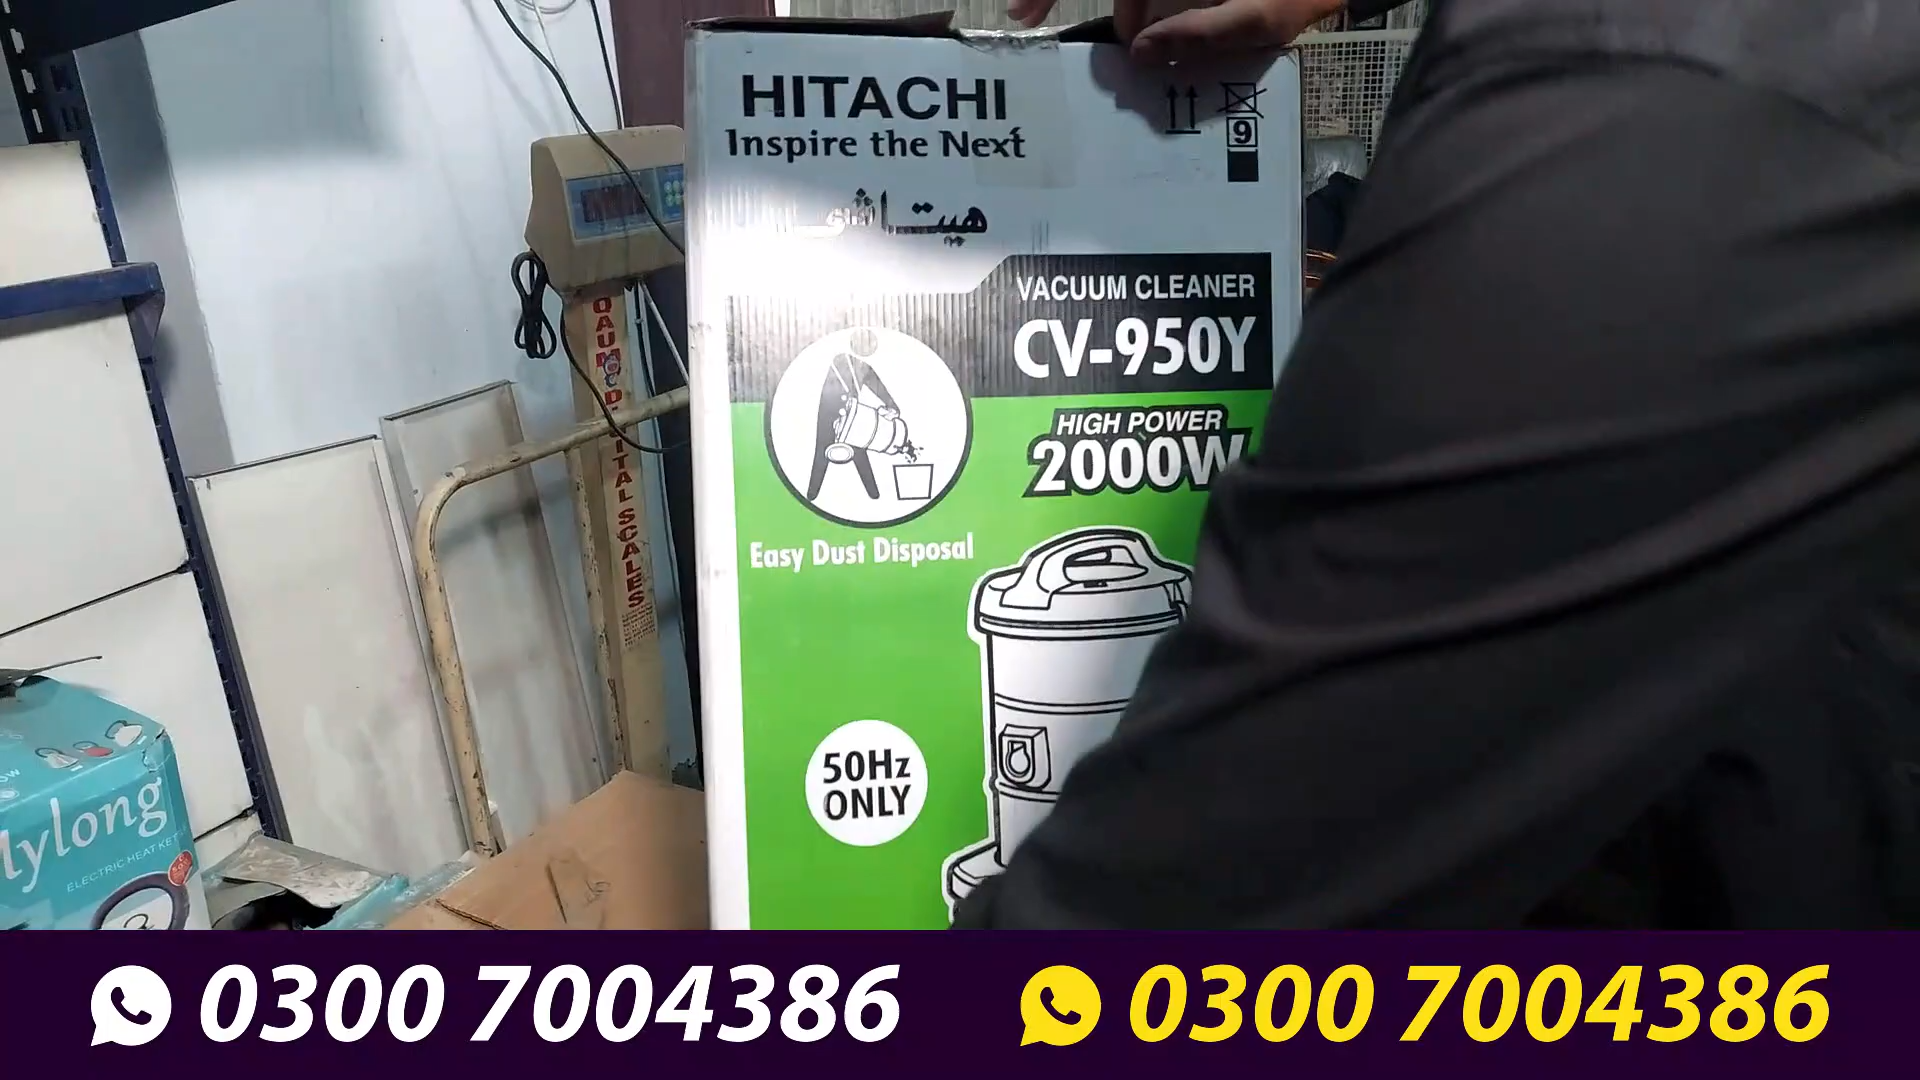 HITACHI
Inspire the Next
هيتاشي
9
VACUUM CLEANER
CV-950Y
HIGH POWER
2000W
Easy Dust Disposal
50Hz
ONLY
QAUMI DIGITAL SCALES
ylong
ELECTRIC HEAT KET
0300 7004386
0300 7004386